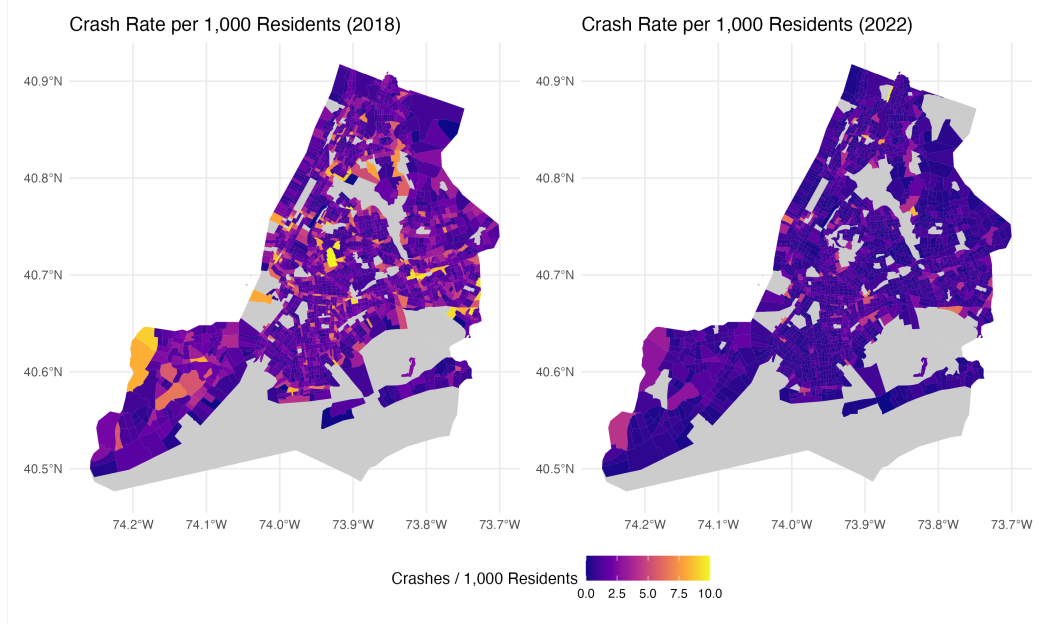 Crash Rate per 1,000 Residents (2018)
Crash Rate per 1,000 Residents (2022)
40.9°N
40.8°N
40.7°N
40.6°N
40.5°N
74.2°W 74.1°W 74.0°W 73.9°W 73.8°W 73.7°W
40.9°N
40.8°N
40.7°N
40.6°N
40.5°N
74.2°W 74.1°W 74.0°W 73.9°W 73.8°W 73.7°W
Crashes / 1,000 Residents
0.0 2.5 5.0 7.5 10.0